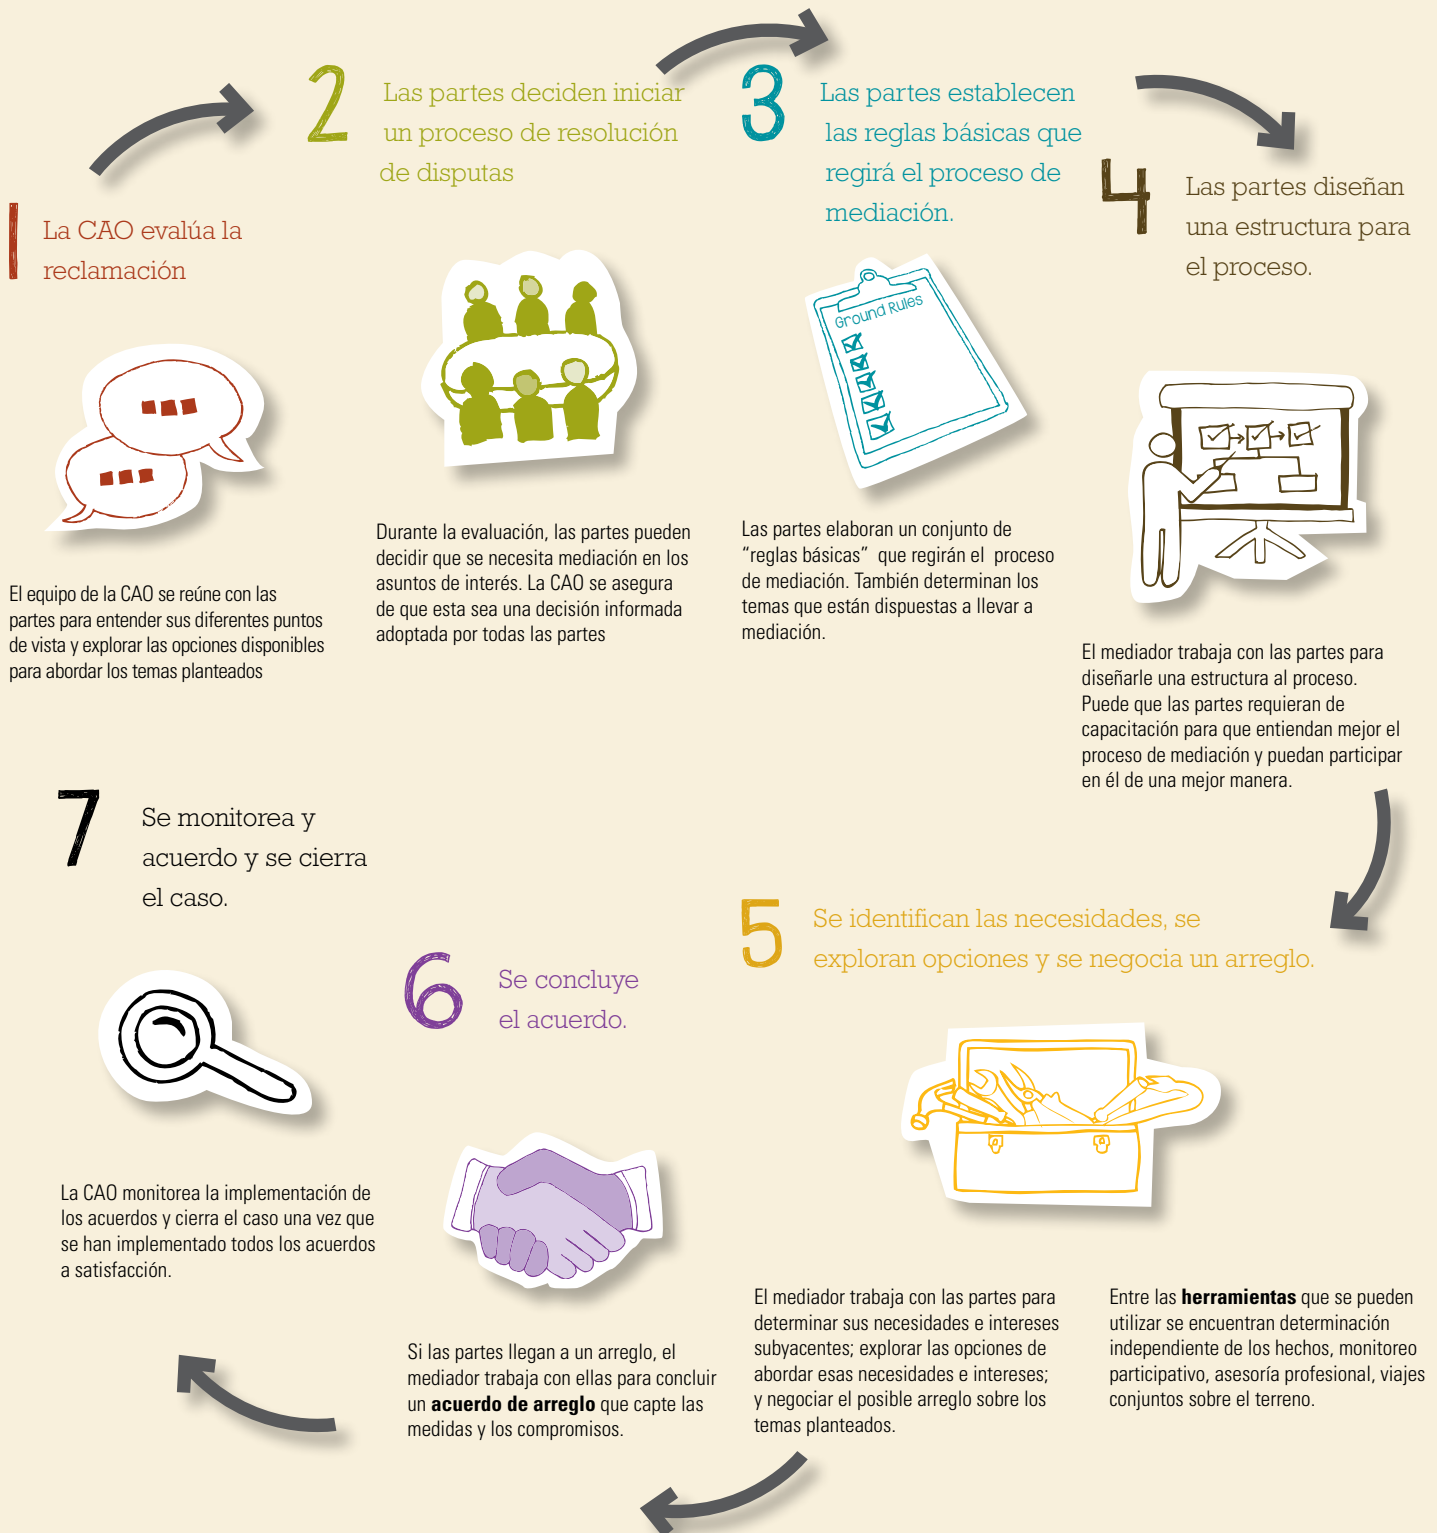 1
La CAO evalúa la
reclamación
El equipo de la CAO se reúne con las
partes para entender sus diferentes puntos
de vista y explorar las opciones disponibles
para abordar los temas planteados
2
Las partes deciden iniciar
un proceso de resolución
de disputas
Durante la evaluación, las partes pueden
decidir que se necesita mediación en los
asuntos de interés. La CAO se asegura
de que esta sea una decisión informada
adoptada por todas las partes
3
Las partes establecen
las reglas básicas que
regirá el proceso de
mediación.
Ground Rules
Las partes elaboran un conjunto de
“reglas básicas” que regirán el proceso
de mediación. También determinan los
temas que están dispuestas a llevar a
mediación.
4
Las partes diseñan
una estructura para
el proceso.
El mediador trabaja con las partes para
diseñarle una estructura al proceso.
Puede que las partes requieran de
capacitación para que entiendan mejor el
proceso de mediación y puedan participar
en él de una mejor manera.
5
Se identifican las necesidades, se
exploran opciones y se negocia un arreglo.
El mediador trabaja con las partes para
determinar sus necesidades e intereses
subyacentes; explorar las opciones de
abordar esas necesidades e intereses;
y negociar el posible arreglo sobre los
temas planteados.
Entre las herramientas que se pueden
utilizar se encuentran determinación
independiente de los hechos, monitoreo
participativo, asesoría profesional, viajes
conjuntos sobre el terreno.
6
Se concluye
el acuerdo.
Si las partes llegan a un arreglo, el
mediador trabaja con ellas para concluir
un acuerdo de arreglo que capte las
medidas y los compromisos.
7
Se monitorea y
acuerdo y se cierra
el caso.
La CAO monitorea la implementación de
los acuerdos y cierra el caso una vez que
se han implementado todos los acuerdos
a satisfacción.